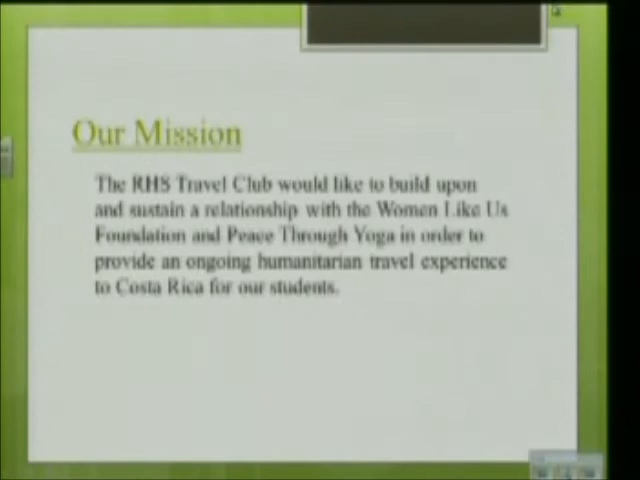 Our Mission
The RHS Travel Club would like to build upon
and sustain a relationship with the Women Like Us
Foundation and Peace Through Yoga in order to
provide an ongoing humanitarian travel experience
to Costa Rica for our students.